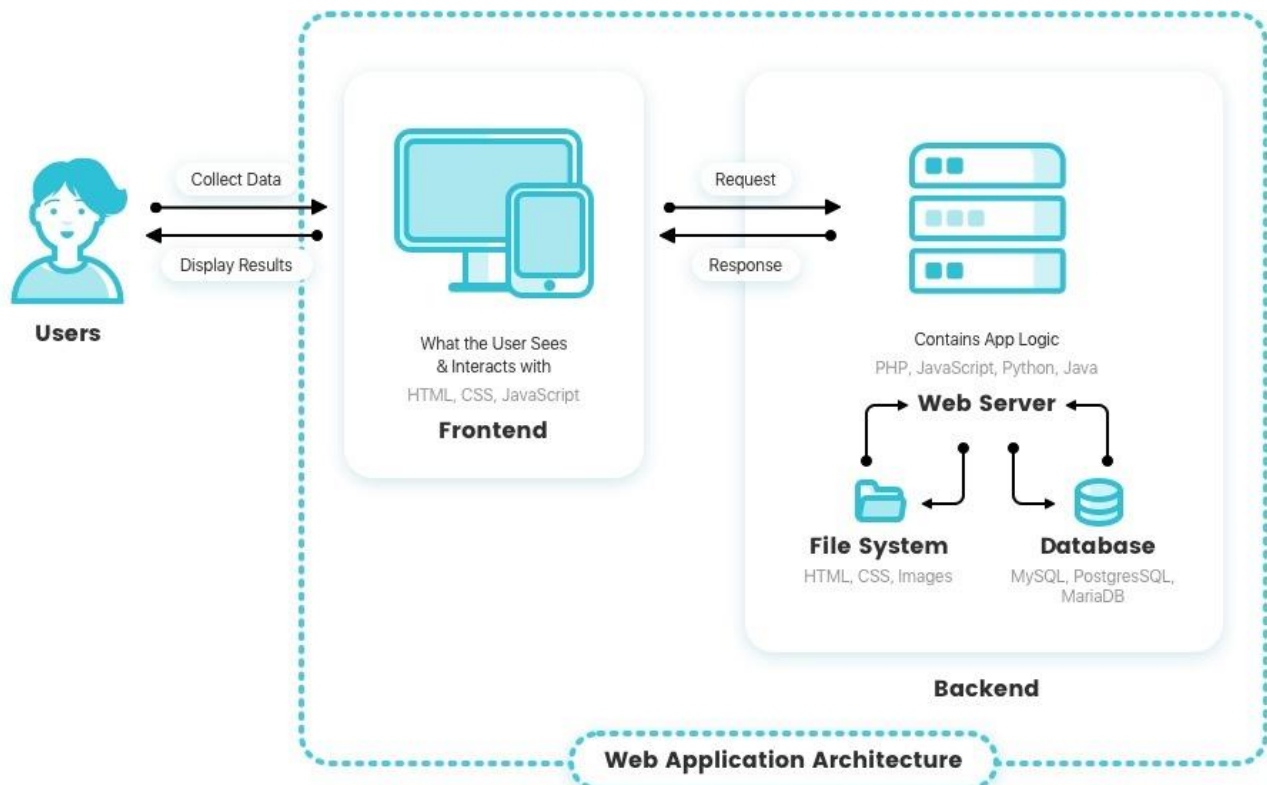 Collect Data
Display Results
Users
What the User Sees
& Interacts with
HTML, CSS, JavaScript
Frontend
Request
Response
Contains App Logic
PHP, JavaScript, Python, Java
Web Server
File System
HTML, CSS, Images
Database
MySQL, PostgresSQL,
MariaDB
Backend
Web Application Architecture